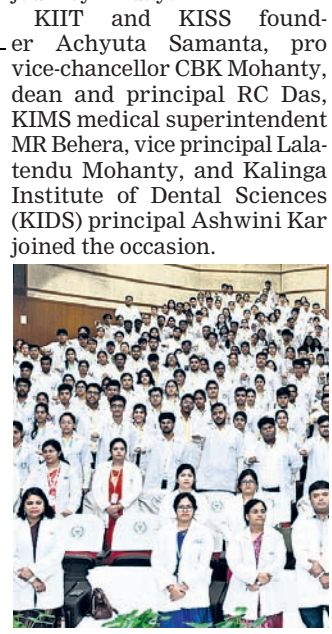 KIIT and KISS found-
er Achyuta Samanta, pro
vice-chancellor CBK Mohanty,
dean and principal RC Das,
KIMS medical superintendent
MR Behera, vice principal Lala-
tendu Mohanty, and Kalinga
Institute of Dental Sciences
(KIDS) principal Ashwini Kar
joined the occasion.